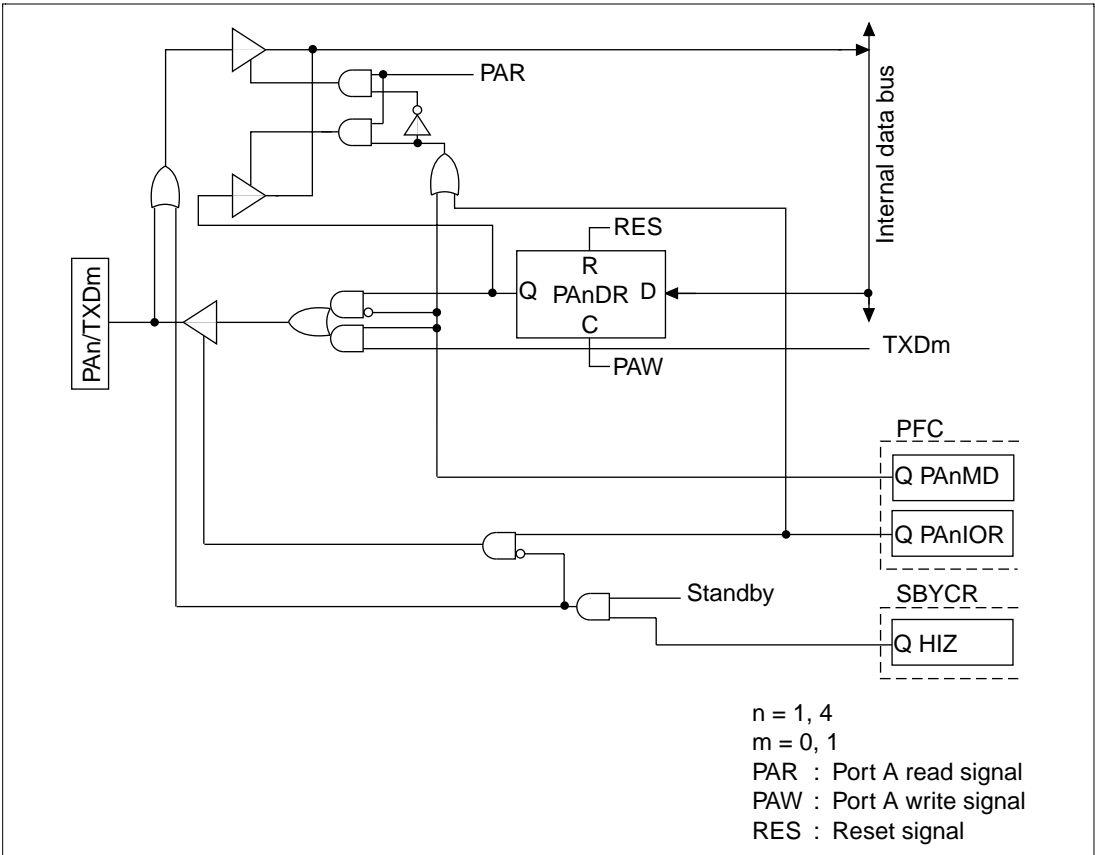 PAR
Internal data bus
RES
R
Q PAnDR D
C
PAn/TXDm
TXDm
PAW
PFC
Q PAnMD
Q PAnIOR
Standby
SBYCR
Q HIZ
n = 1, 4
m = 0, 1
PAR : Port A read signal
PAW : Port A write signal
RES : Reset signal